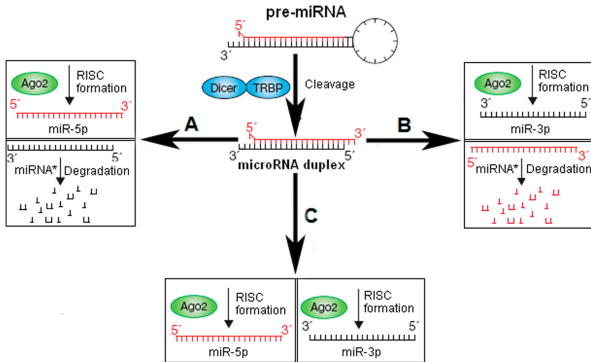 pre-miRNA
5´
3´
Dicer
TRBP
Cleavage
A
B
C
5´
3´
3´
5´
microRNA duplex
Ago2
RISC
formation
5´
3´
miR-5p
3´
5´
miRNA*
Degradation
Ago2
RISC
formation
3´
5´
miR-3p
5´
3´
miRNA*
Degradation
Ago2
RISC
formation
5´
3´
miR-5p
Ago2
RISC
formation
3´
5´
miR-3p